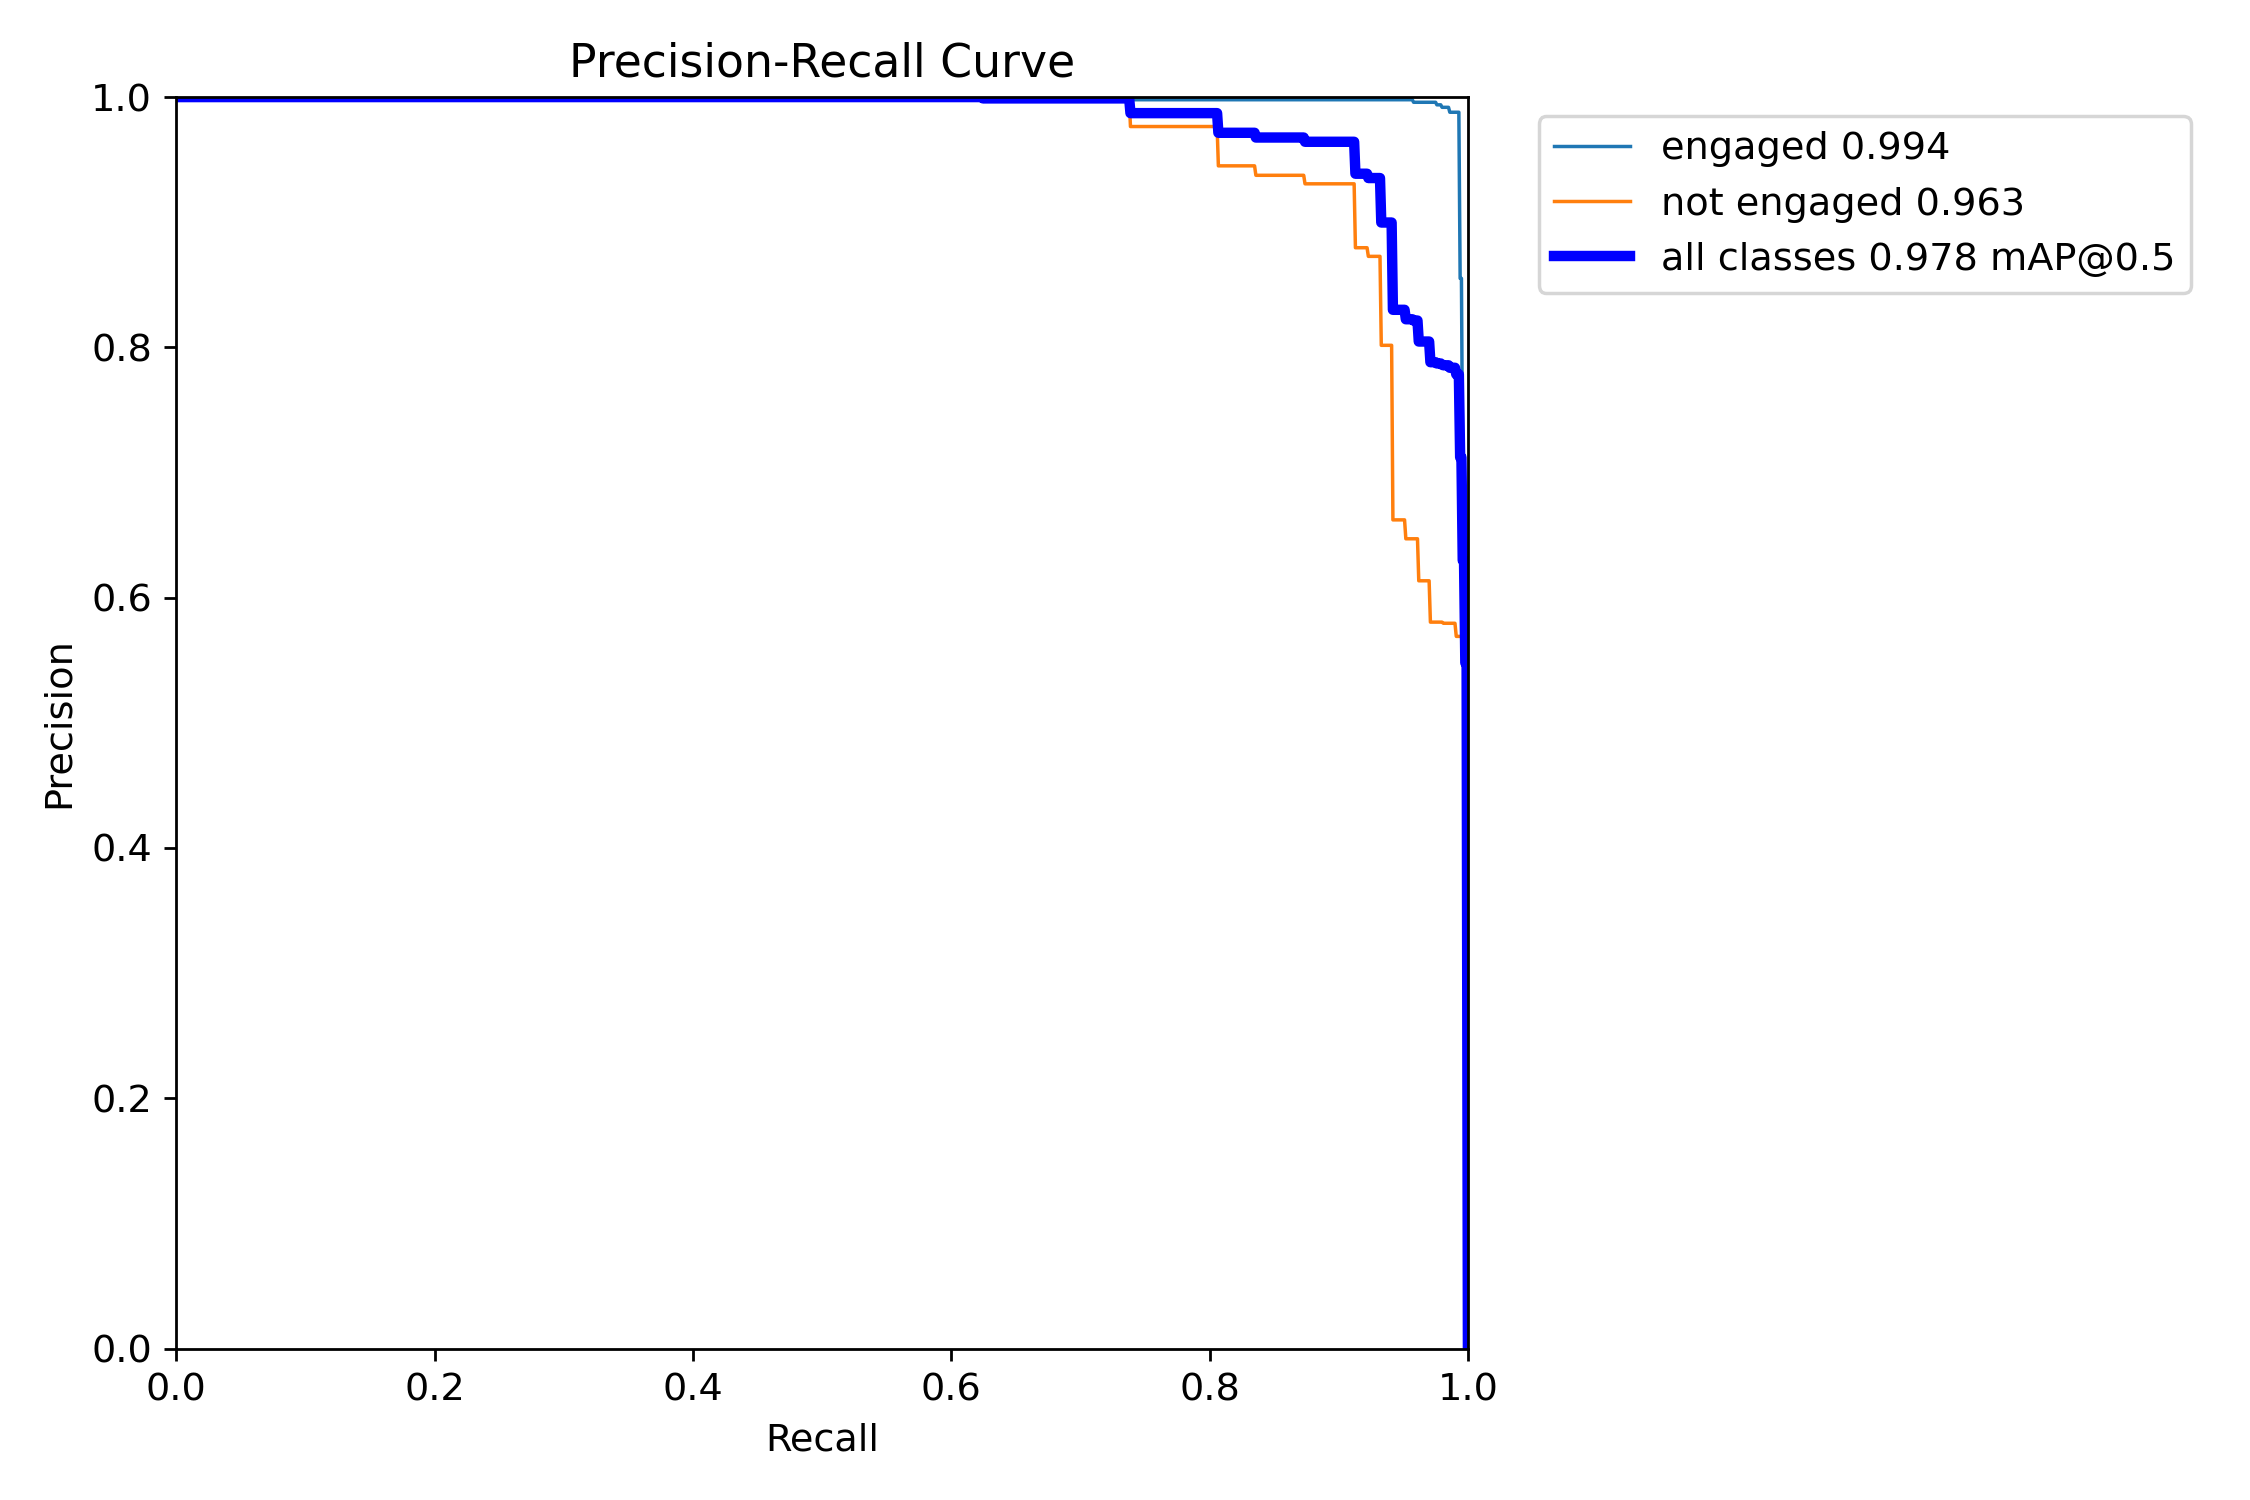 Precision-Recall Curve
1.0
0.8
0.6
0.4
0.2
0.0
Precision
0.0 0.2 0.4 0.6 0.8 1.0
Recall
engaged 0.994
not engaged 0.963
all classes 0.978 mAP@0.5